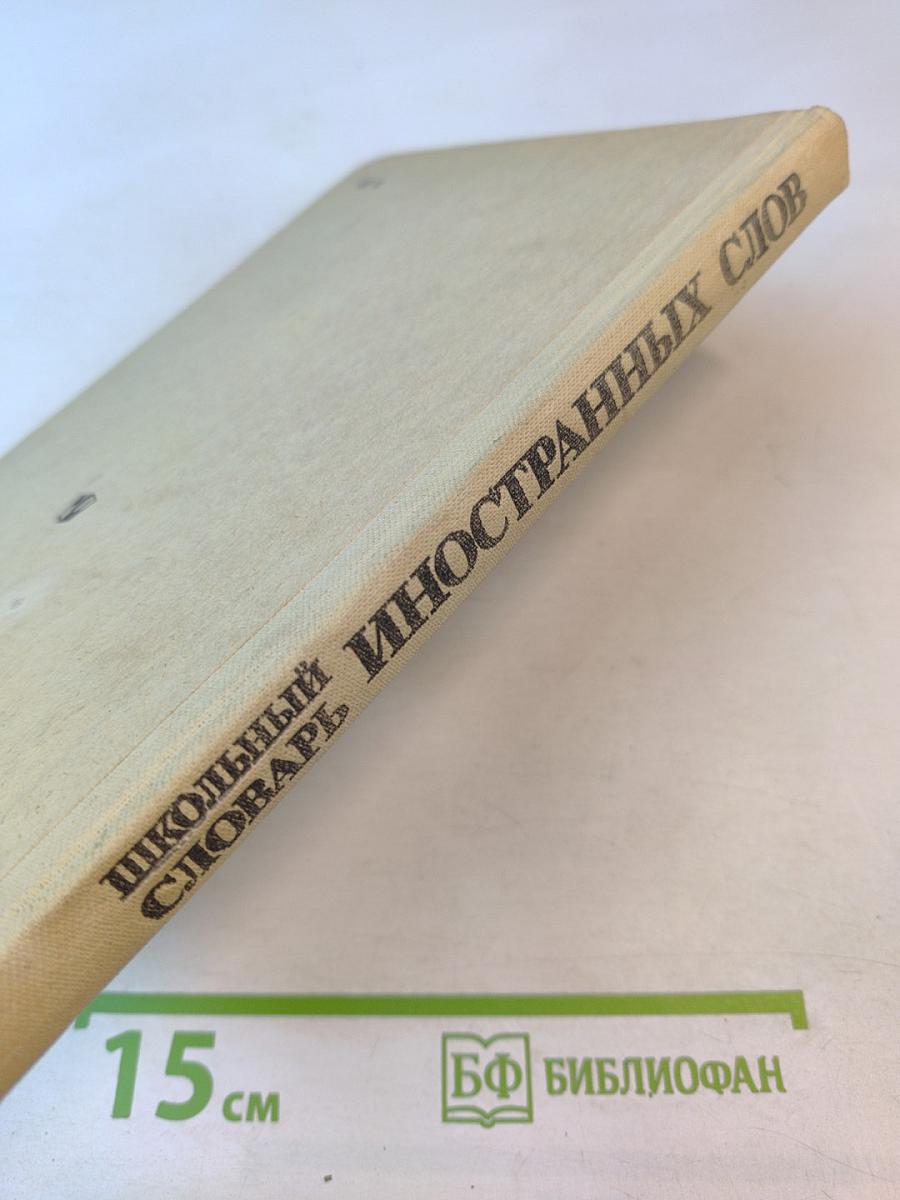 ШКОЛЬНЫЙ
СЛОВАРЬ
ИНОСТРАННЫХ СЛОВ
15 см
БФ БИБЛИОФАН